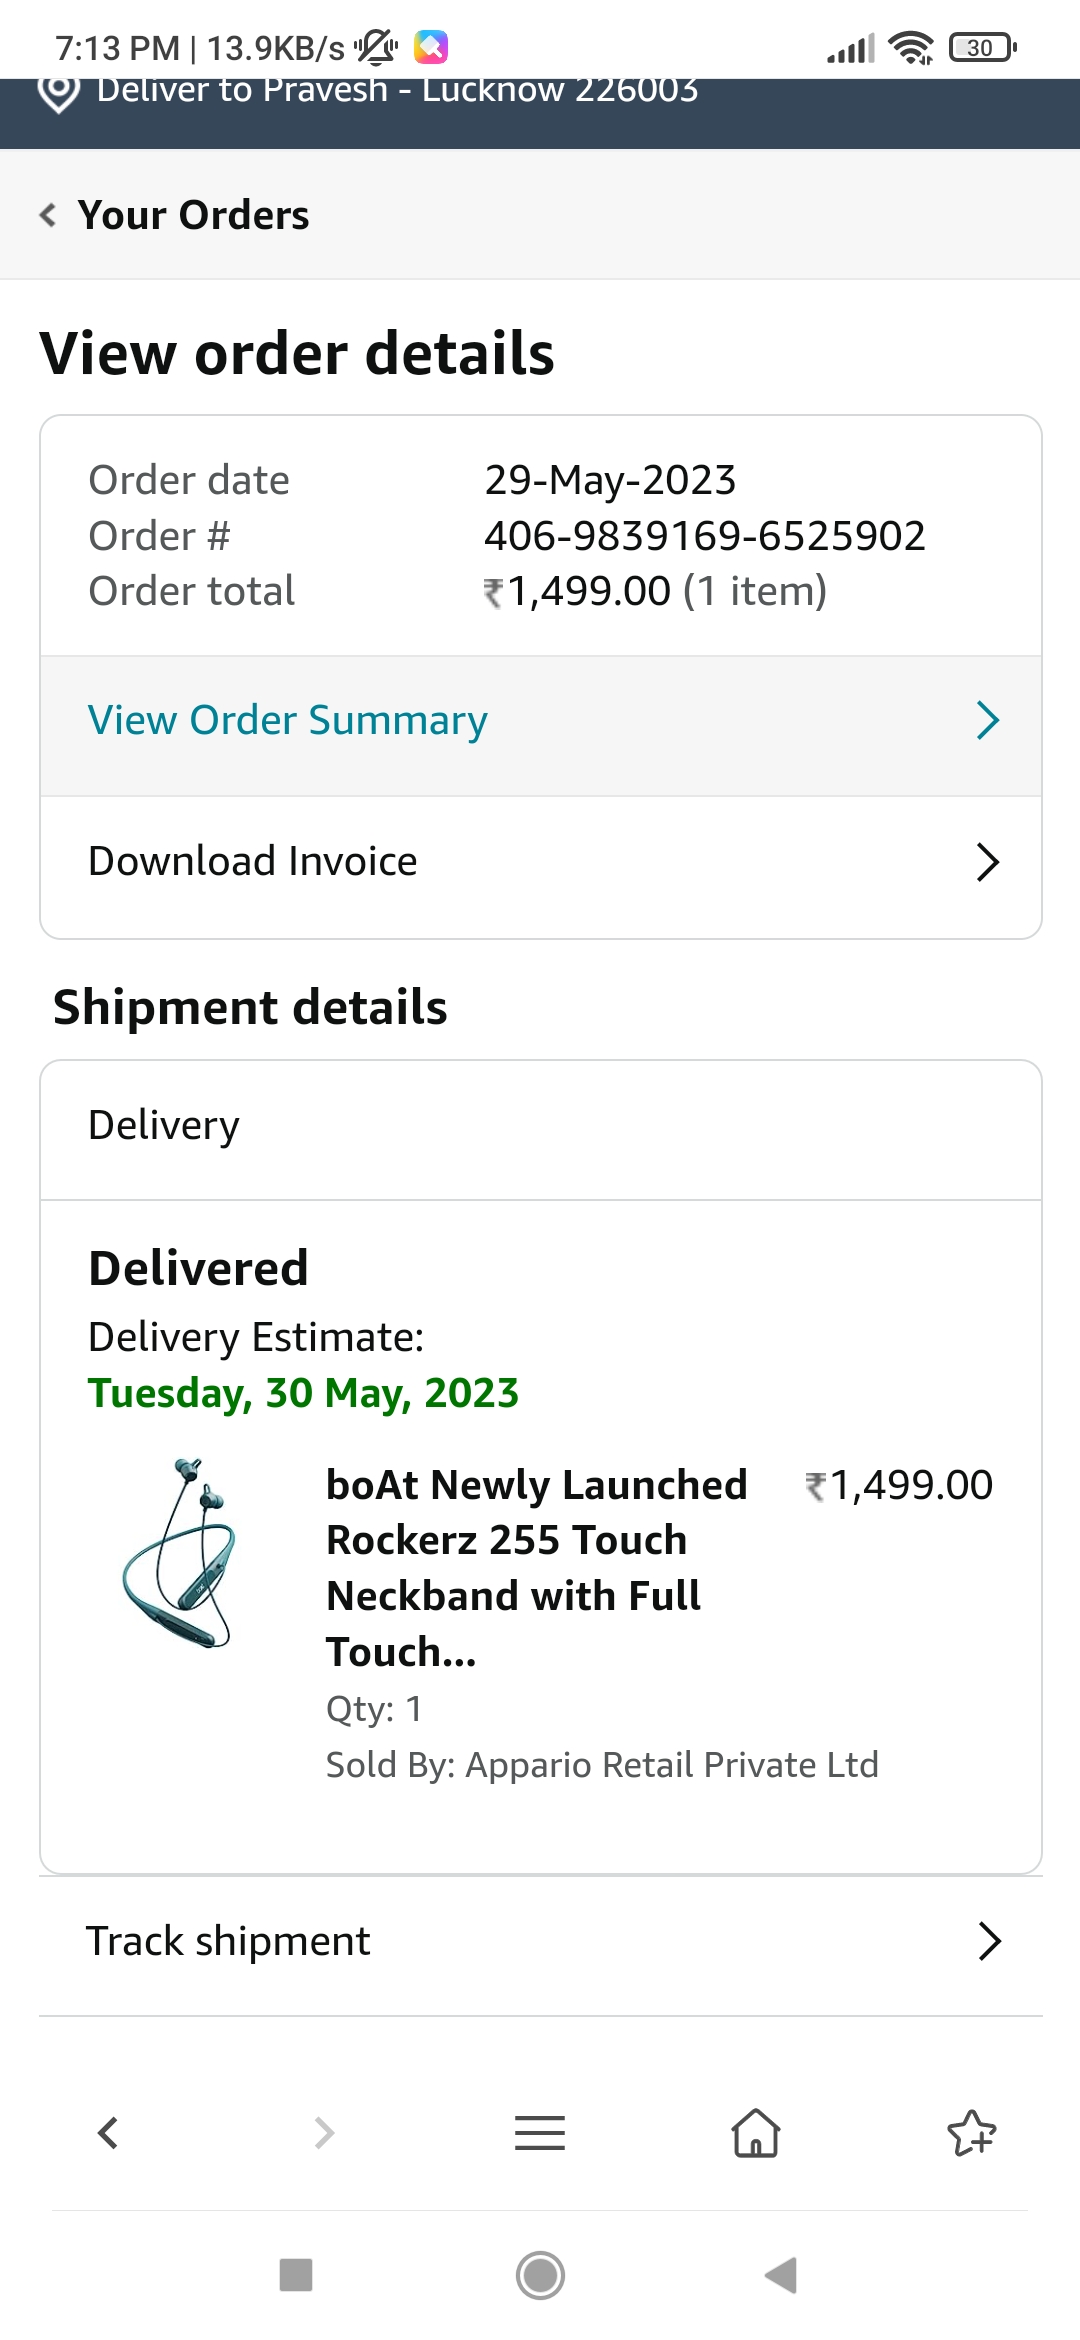 7:13 PM | 13.9KB/s
30
Deliver to Pravesh - Lucknow 226003
Your Orders
View order details
Order date 29-May-2023
Order # 406-9839169-6525902
Order total ₹1,499.00 (1 item)
View Order Summary
Download Invoice
Shipment details
Delivery
Delivered
Delivery Estimate:
Tuesday, 30 May, 2023
boAt Newly Launched ₹1,499.00
Rockerz 255 Touch
Neckband with Full
Touch...
Qty: 1
Sold By: Appario Retail Private Ltd
Track shipment